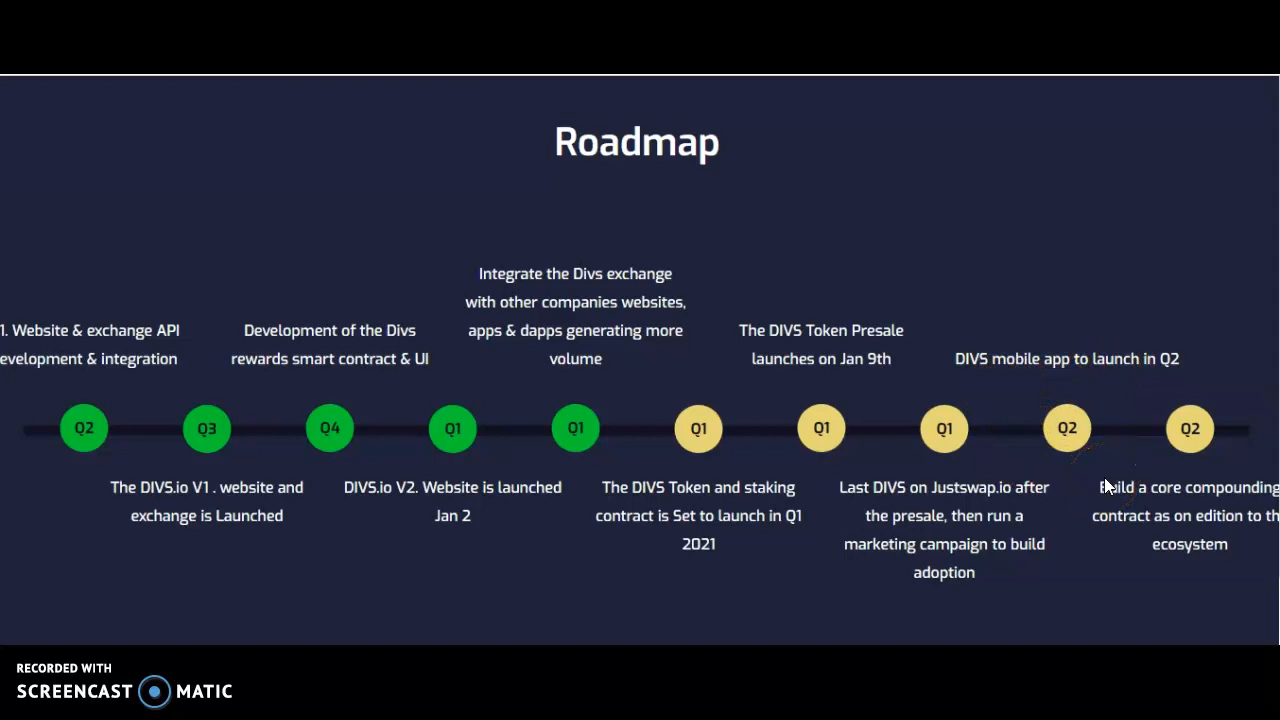 Roadmap
Integrate the Divs exchange
with other companies websites,
apps & dapps generating more
volume
1. Website & exchange API
evelopment & integration
Development of the Divs
rewards smart contract & UI
The DIVS Token Presale
launches on Jan 9th
DIVS mobile app to launch in Q2
Q2
Q3
Q4
Q1
Q1
Q1
Q1
Q1
Q2
Q2
The DIVS.io V1 . website and
exchange is Launched
DIVS.io V2. Website is launched
Jan 2
The DIVS Token and staking
contract is Set to launch in Q1
2021
Last DIVS on Justswap.io after
the presale, then run a
marketing campaign to build
adoption
Build a core compounding
contract as on edition to th
ecosystem
RECORDED WITH
SCREENCAST MATIC